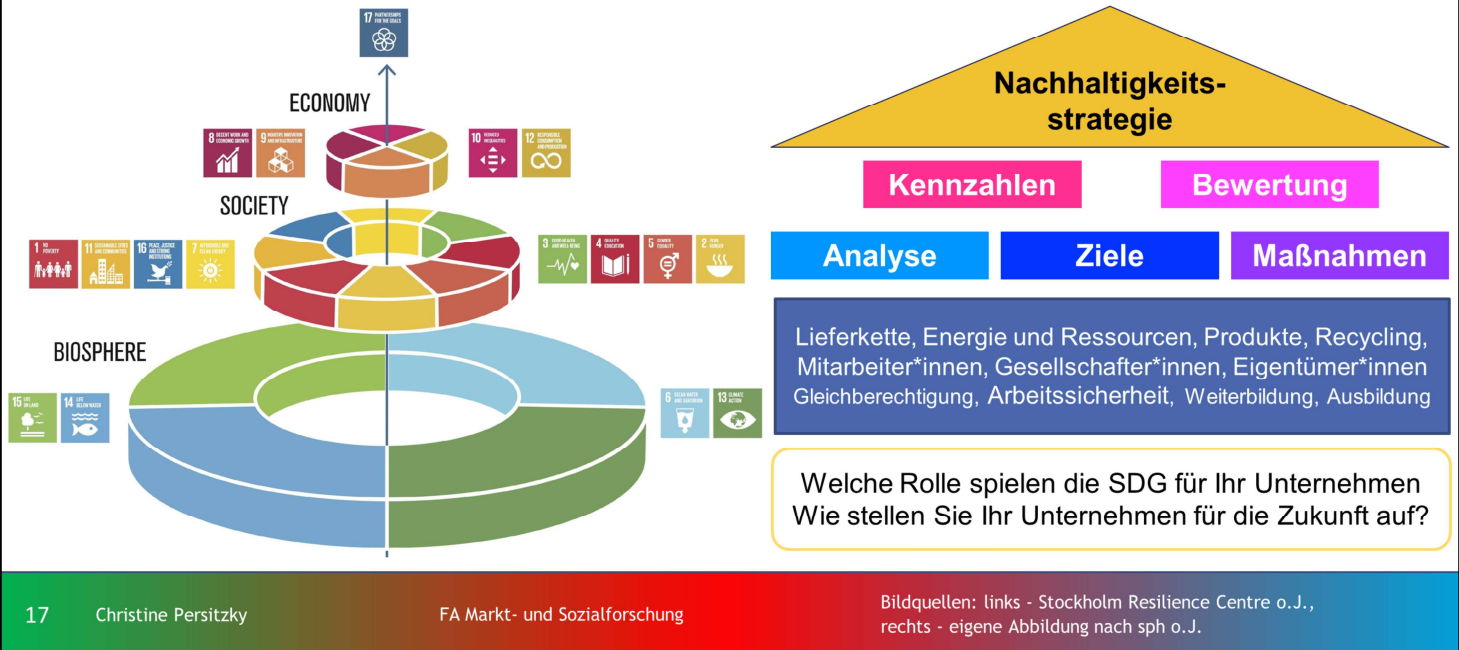 17 PARTNERSHIPS
FOR THE GOALS
ECONOMY
8 DECENT WORK AND
ECONOMIC GROWTH
9 INDUSTRY, INNOVATION
AND INFRASTRUCTURE
10 REDUCED
INEQUALITIES
12 RESPONSIBLE
CONSUMPTION
AND PRODUCTION
SOCIETY
1 NO
POVERTY
11 SUSTAINABLE CITIES
AND COMMUNITIES
16 PEACE, JUSTICE
AND STRONG
INSTITUTIONS
7 AFFORDABLE AND
CLEAN ENERGY
3 GOOD HEALTH
AND WELL-BEING
4 QUALITY
EDUCATION
5 GENDER
EQUALITY
2 ZERO
HUNGER
BIOSPHERE
15 LIFE
ON LAND
14 LIFE
BELOW WATER
6 CLEAN WATER
AND SANITATION
13 CLIMATE
ACTION
Nachhaltigkeits-
strategie
Kennzahlen
Bewertung
Analyse
Ziele
Maßnahmen
Lieferkette, Energie und Ressourcen, Produkte, Recycling,
Mitarbeiter*innen, Gesellschafter*innen, Eigentümer*innen
Gleichberechtigung, Arbeitssicherheit, Weiterbildung, Ausbildung
Welche Rolle spielen die SDG für Ihr Unternehmen
Wie stellen Sie Ihr Unternehmen für die Zukunft auf?
17
Christine Persitzky
FA Markt- und Sozialforschung
Bildquellen: links - Stockholm Resilience Centre o.J.,
rechts - eigene Abbildung nach sph o.J.